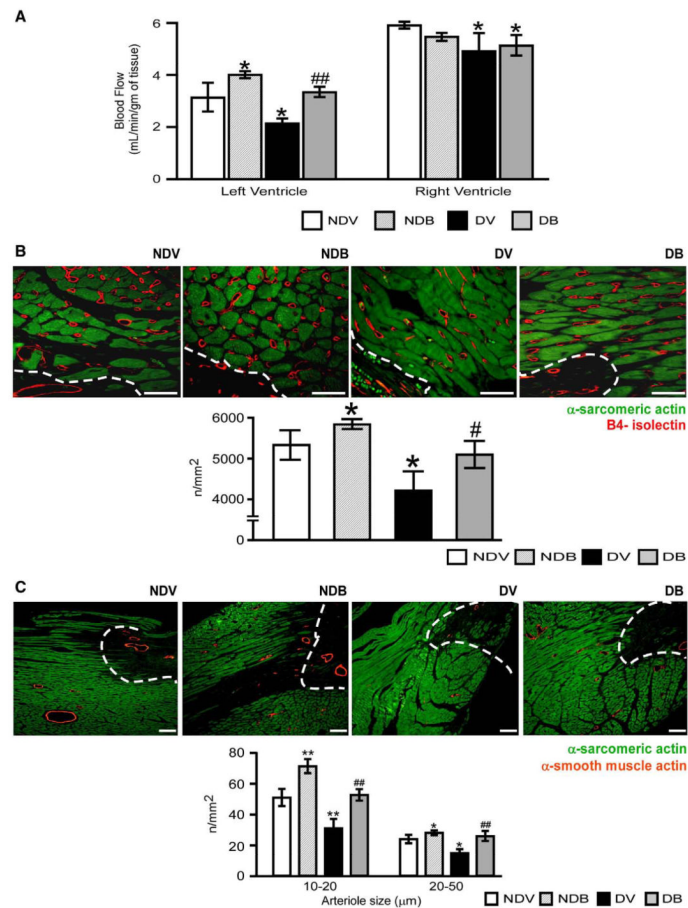 A
Blood Flow
(mL/min/gm of tissue)
6
4
2
0
*
*
##
*
*
Left Ventricle
Right Ventricle
NDV
NDB
DV
DB
B
NDV
NDB
DV
DB
α-sarcomeric actin
B4- isolectin
n/mm2
6000
5000
4000
0
*
*
#
NDV
NDB
DV
DB
C
NDV
NDB
DV
DB
α-sarcomeric actin
α-smooth muscle actin
n/mm2
80
60
40
20
0
**
**
##
*
*
##
10-20
20-50
Arteriole size (μm)
NDV
NDB
DV
DB